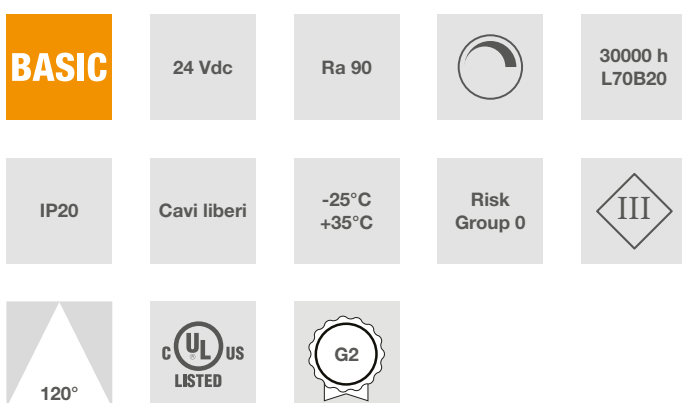 BASIC
24 Vdc
Ra 90
30000 h
L70B20
IP20
Cavi liberi
-25°C
+35°C
Risk
Group 0
III
120°
C UL® US
LISTED
G2